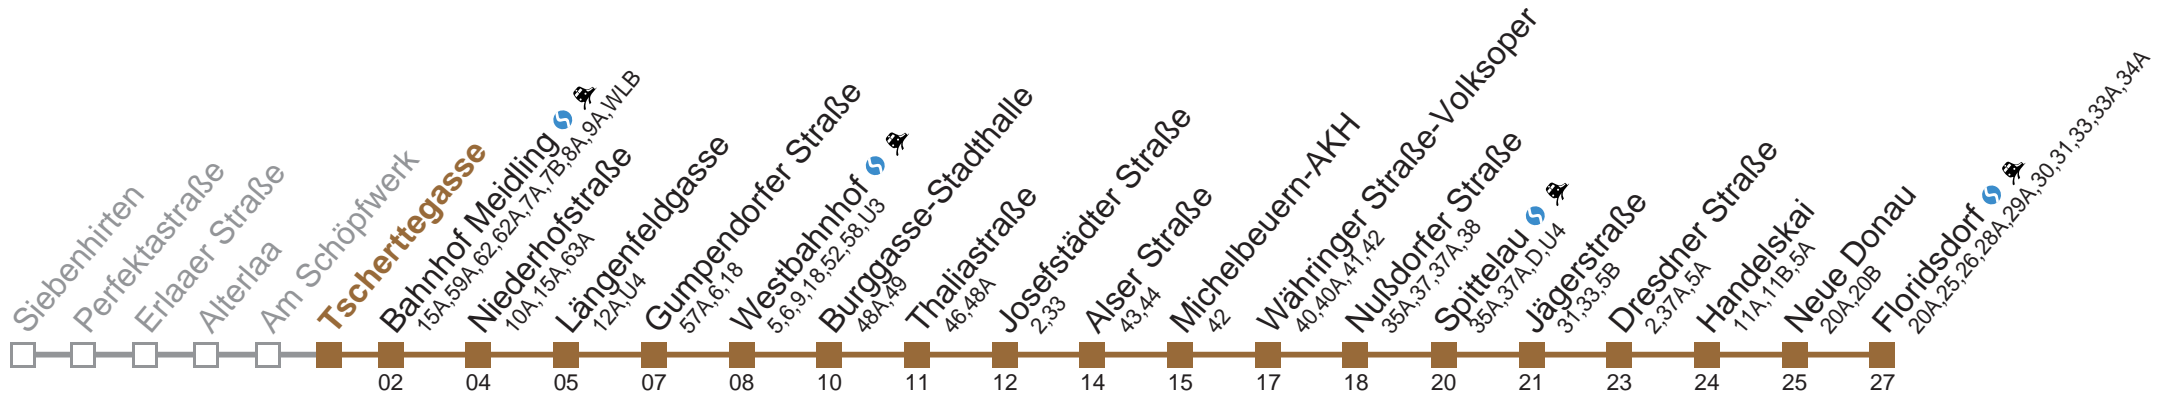 Siebenhirten
Perfektastraße
Erlaaer Straße
Alterlaa
Am Schöpfwerk
Tscherttegasse
Bahnhof Meidling
15A,59A,62,62A,7A,7B,8A,9A,WLB
Niederhofstraße
10A,15A,63A
Längenfeldgasse
12A,U4
Gumpendorfer Straße
57A,6,18
Westbahnhof
5,6,9,18,52,58,U3
Burggasse-Stadthalle
48A,49
Thaliastraße
46,48A
Josefstädter Straße
2,33
Alser Straße
43,44
Michelbeuern-AKH
42
Währinger Straße-Volksoper
40,40A,41,42
Nußdorfer Straße
35A,37,37A,38
Spittelau
35A,37A,D,U4
Jägerstraße
31,33,5B
Dresdner Straße
2,37A,5A
Handelskai
11A,11B,5A
Neue Donau
20A,20B
Floridsdorf
20A,25,26,28A,29A,30,31,33,33A,34A
02 04 05 07 08 10 11 12 14 15 17 18 20 21 23 24 25 27